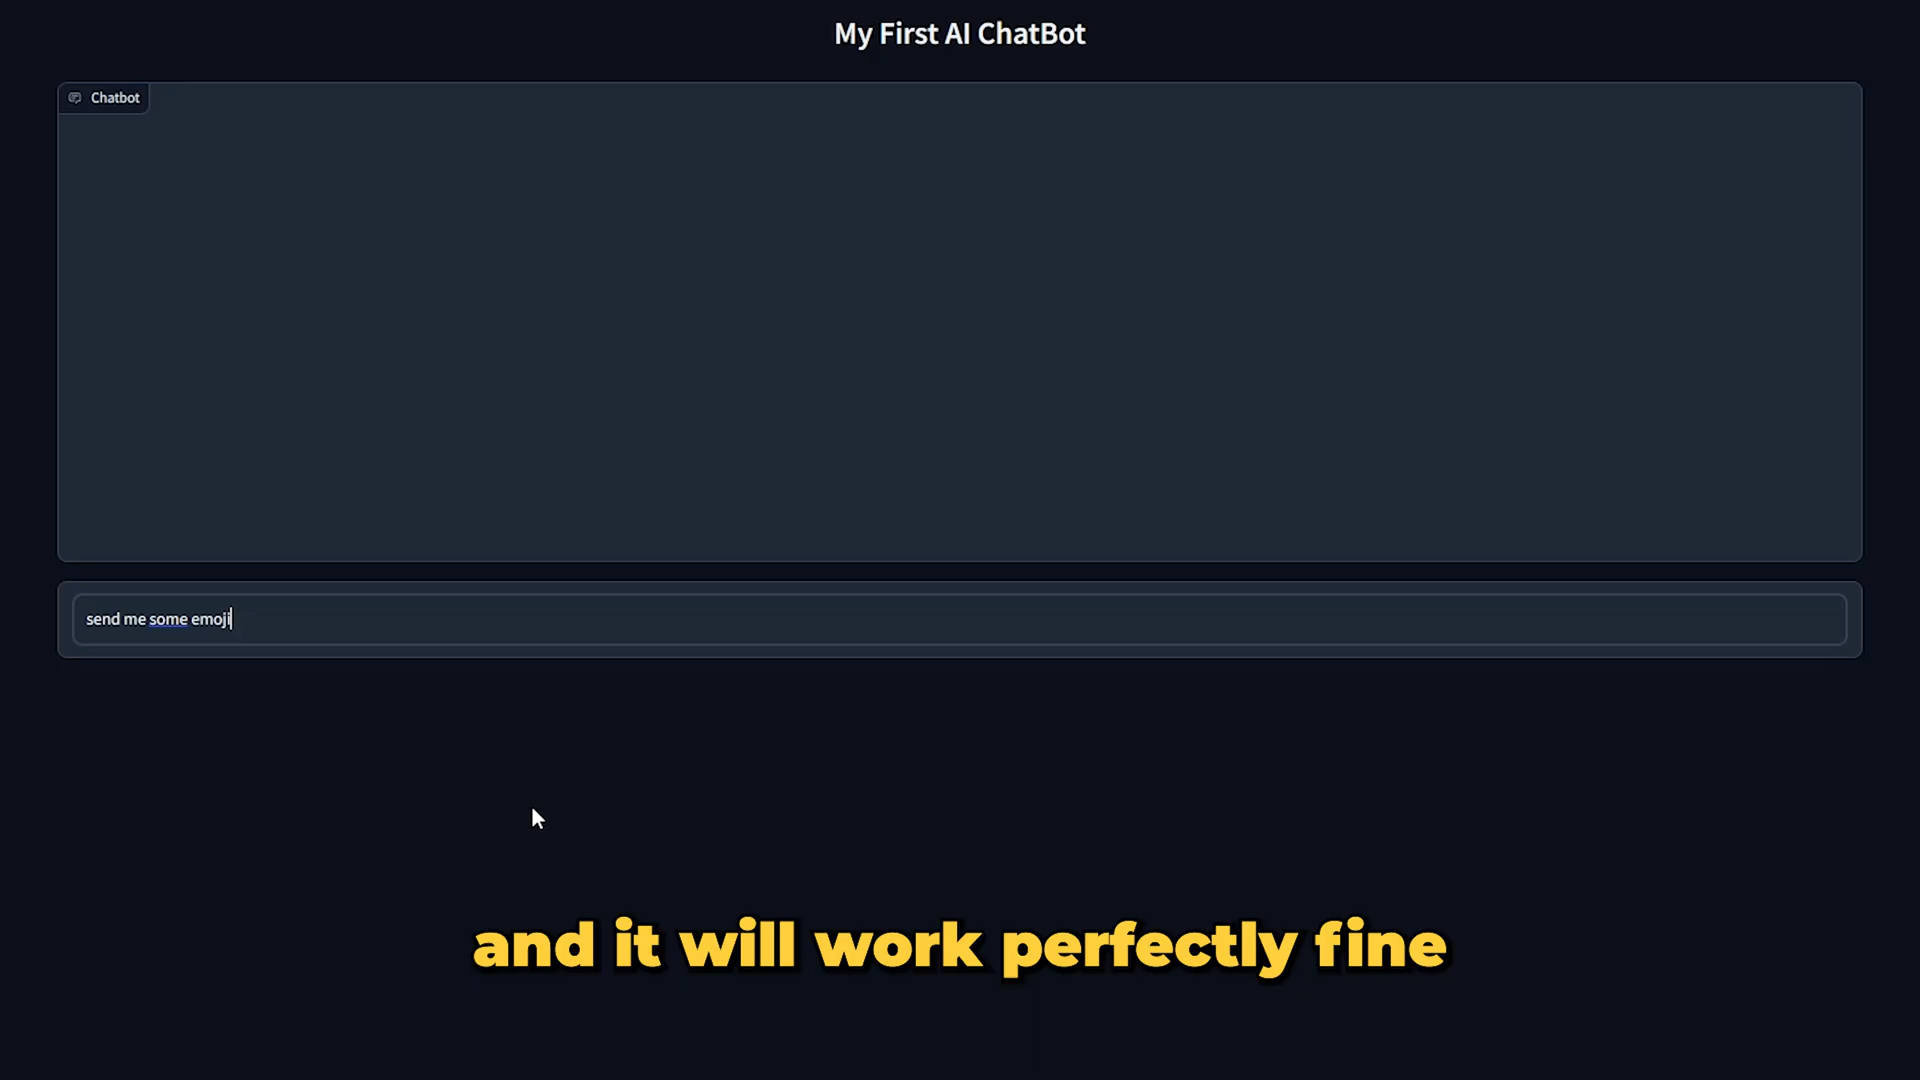 My First AI ChatBot
Chatbot
send me some emoji
and it will work perfectly fine